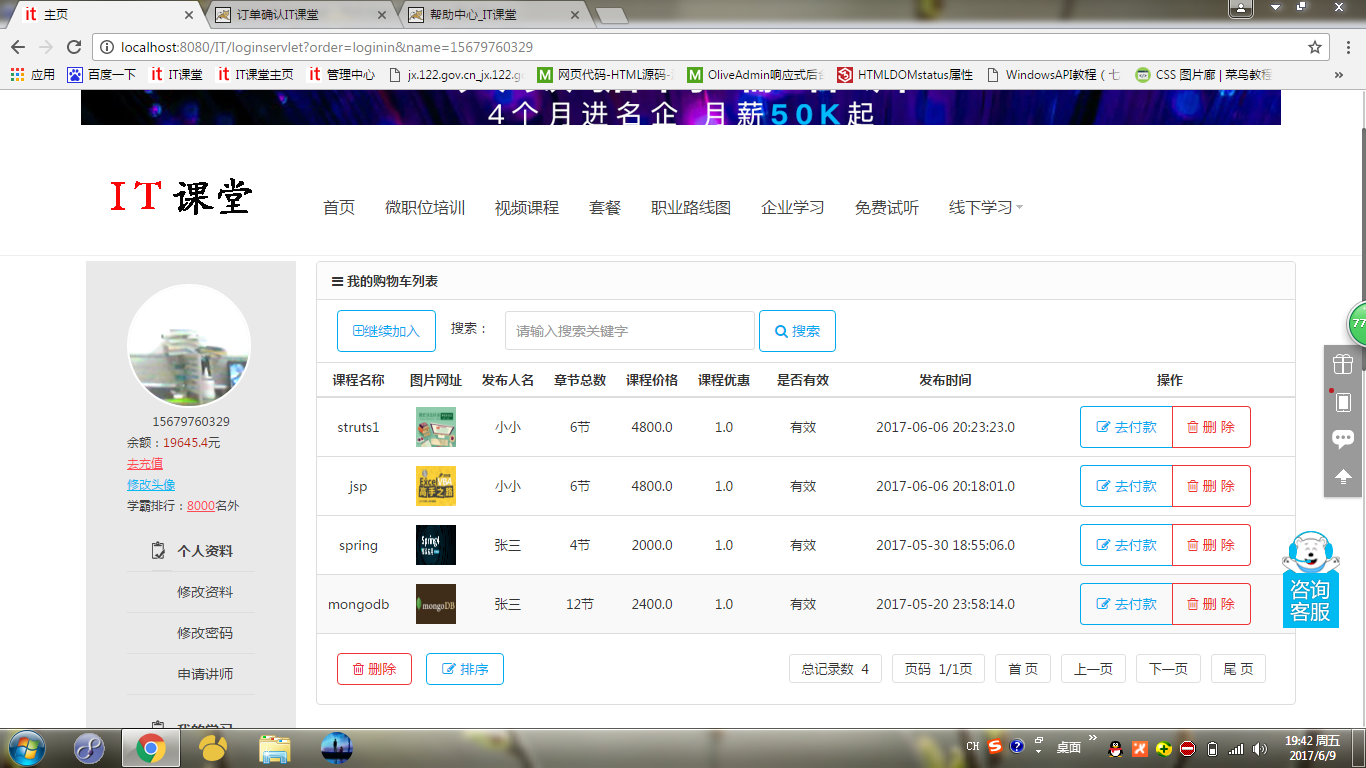 主页
订单确认IT课堂
帮助中心_IT课堂
localhost:8080/IT/loginservlet?order=loginin&name=15679760329
应用
百度一下
IT课堂
IT课堂主页
管理中心
jx.122.gov.cn_jx.122.g
网页代码-HTML源码-
OliveAdmin响应式后
HTMLDOMstatus属性
WindowsAPI教程（七
CSS 图片廊 | 菜鸟教程
»
4个月进名企 月薪50K起
IT课堂
首页 微职位培训 视频课程 套餐 职业路线图 企业学习 免费试听 线下学习
15679760329
余额：19645.4元
去充值
修改头像
学霸排行：8000名外
个人资料
修改资料
修改密码
申请讲师
我的学习
我的购物车列表
继续加入 搜索： 请输入搜索关键字 搜索
课程名称 图片网址 发布人名 章节总数 课程价格 课程优惠 是否有效 发布时间 操作
struts1 小小 6节 4800.0 1.0 有效 2017-06-06 20:23:23.0 去付款 删 除
jsp 小小 6节 4800.0 1.0 有效 2017-06-06 20:18:01.0 去付款 删 除
spring 张三 4节 2000.0 1.0 有效 2017-05-30 18:55:06.0 去付款 删 除
mongodb mongoDB 张三 12节 2400.0 1.0 有效 2017-05-20 23:58:14.0 去付款 删 除
删除 排序 总记录数 4 页码 1/1页 首 页 上一页 下一页 尾 页
77
咨询
客服
CH
桌面
»
19:42 周五
2017/6/9